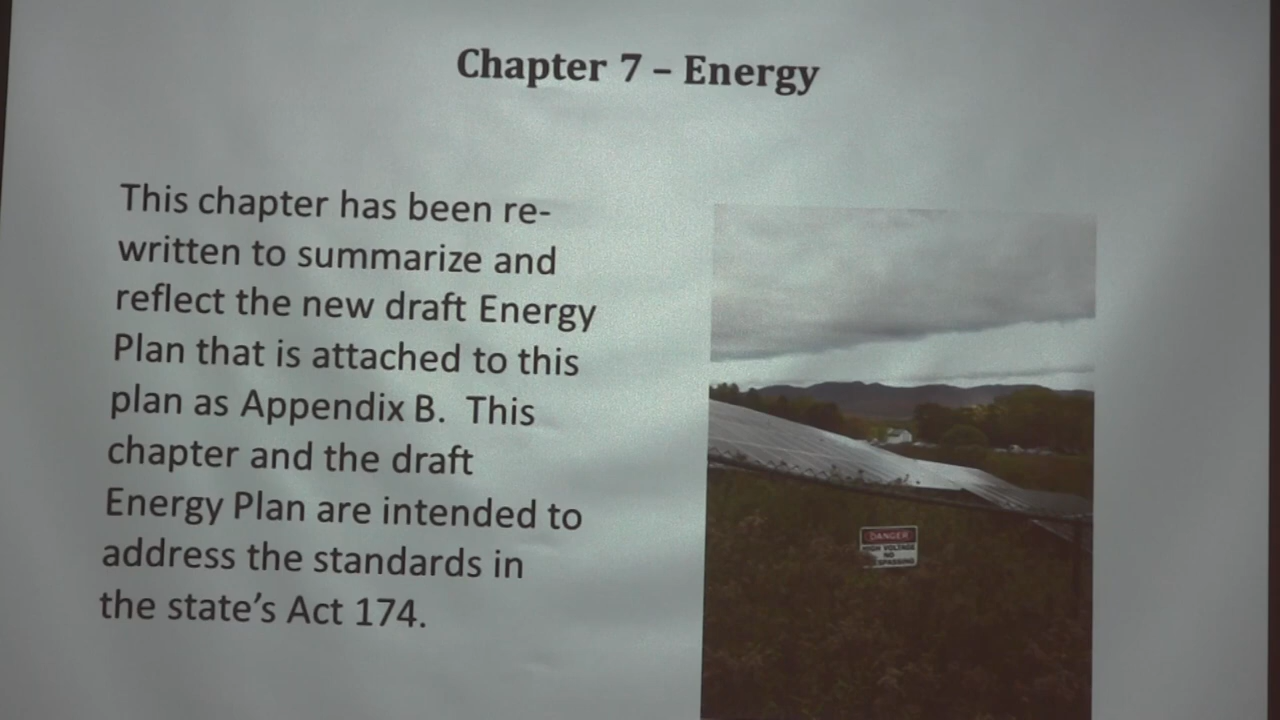 Chapter 7 – Energy
This chapter has been re-
written to summarize and
reflect the new draft Energy
Plan that is attached to this
plan as Appendix B.  This
chapter and the draft
Energy Plan are intended to
address the standards in
the state's Act 174.
DANGER
HIGH VOLTAGE
NO